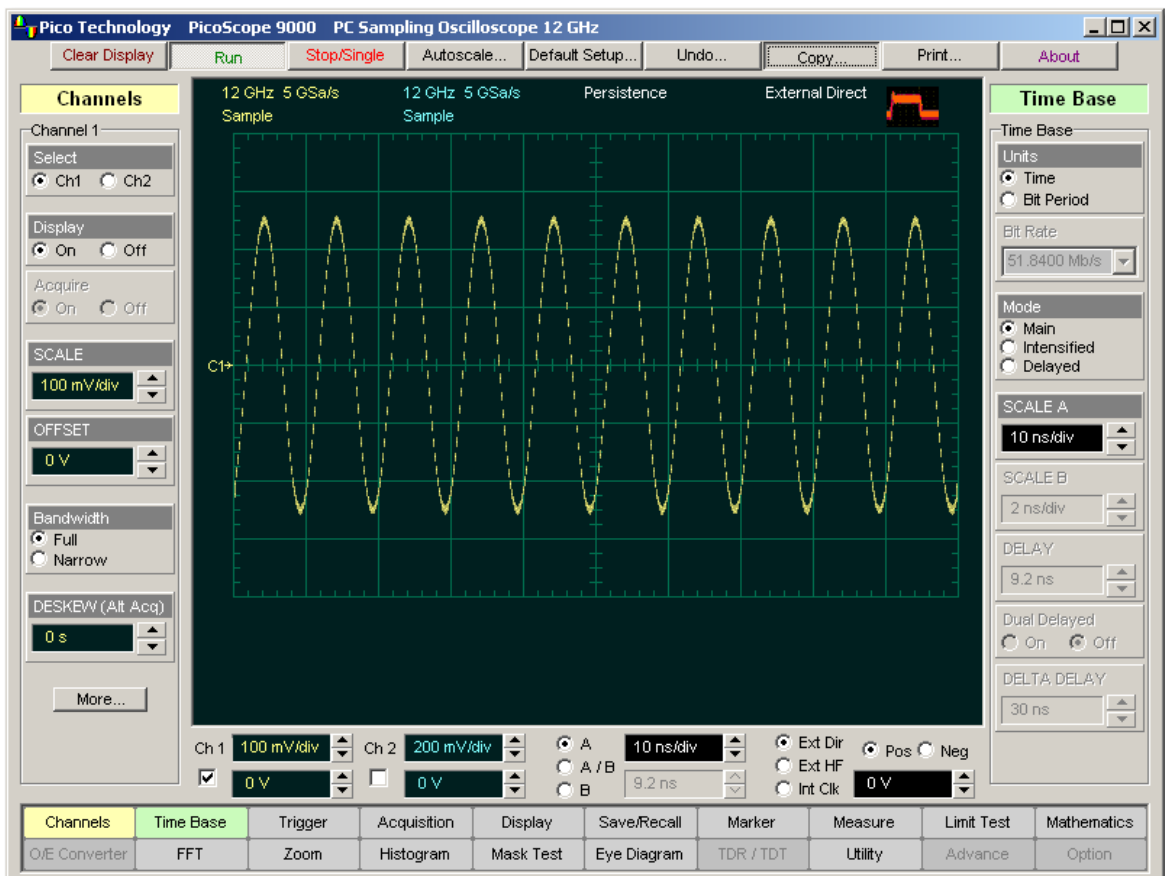 Pico Technology PicoScope 9000 PC Sampling Oscilloscope 12 GHz
Clear Display Run Stop/Single Autoscale... Default Setup... Undo... Copy... Print... About
Channels
Channel 1
Select
Ch1 Ch2
Display
On Off
Acquire
On Off
SCALE
100 mV/div
OFFSET
0 V
Bandwidth
Full
Narrow
DESKEW (Alt Acq)
0 s
More...
12 GHz 5 GSa/s 12 GHz 5 GSa/s Persistence External Direct
Sample Sample
C1
Time Base
Time Base
Units
Time
Bit Period
Bit Rate
51.8400 Mb/s
Mode
Main
Intensified
Delayed
SCALE A
10 ns/div
SCALE B
2 ns/div
DELAY
9.2 ns
Dual Delayed
On Off
DELTA DELAY
30 ns
Ch 1 100 mV/div Ch 2 200 mV/div A 10 ns/div Ext Dir Pos Neg
A / B Ext HF
0 V 0 V B 9.2 ns Int Clk 0 V
Channels Time Base Trigger Acquisition Display Save/Recall Marker Measure Limit Test Mathematics
O/E Converter FFT Zoom Histogram Mask Test Eye Diagram TDR / TDT Utility Advance Option